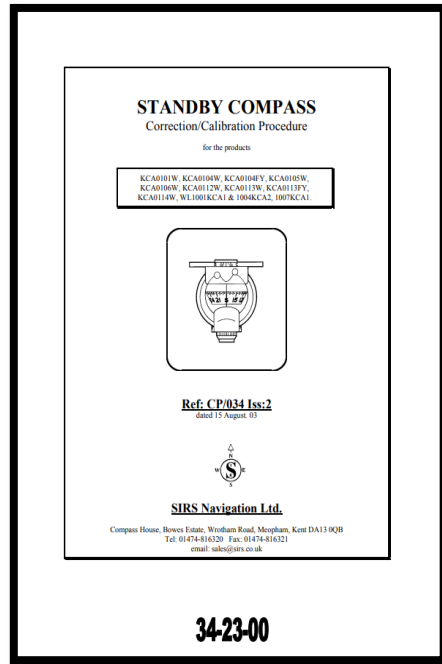 STANDBY COMPASS
Correction/Calibration Procedure
for the products
KCA0101W, KCA0104W, KCA0104FY, KCA0105W,
KCA0106W, KCA0112W, KCA0113W, KCA0113FY,
KCA0114W, WL1001KCA1 & 1004KCA2, 1007KCA1.
Ref: CP/034 Iss:2
dated 15 August. 03
N
W S E
S
SIRS Navigation Ltd.
Compass House, Bowes Estate, Wrotham Road, Meopham, Kent DA13 0QB
Tel: 01474-816320 Fax: 01474-816321
email: sales@sirs.co.uk
34-23-00